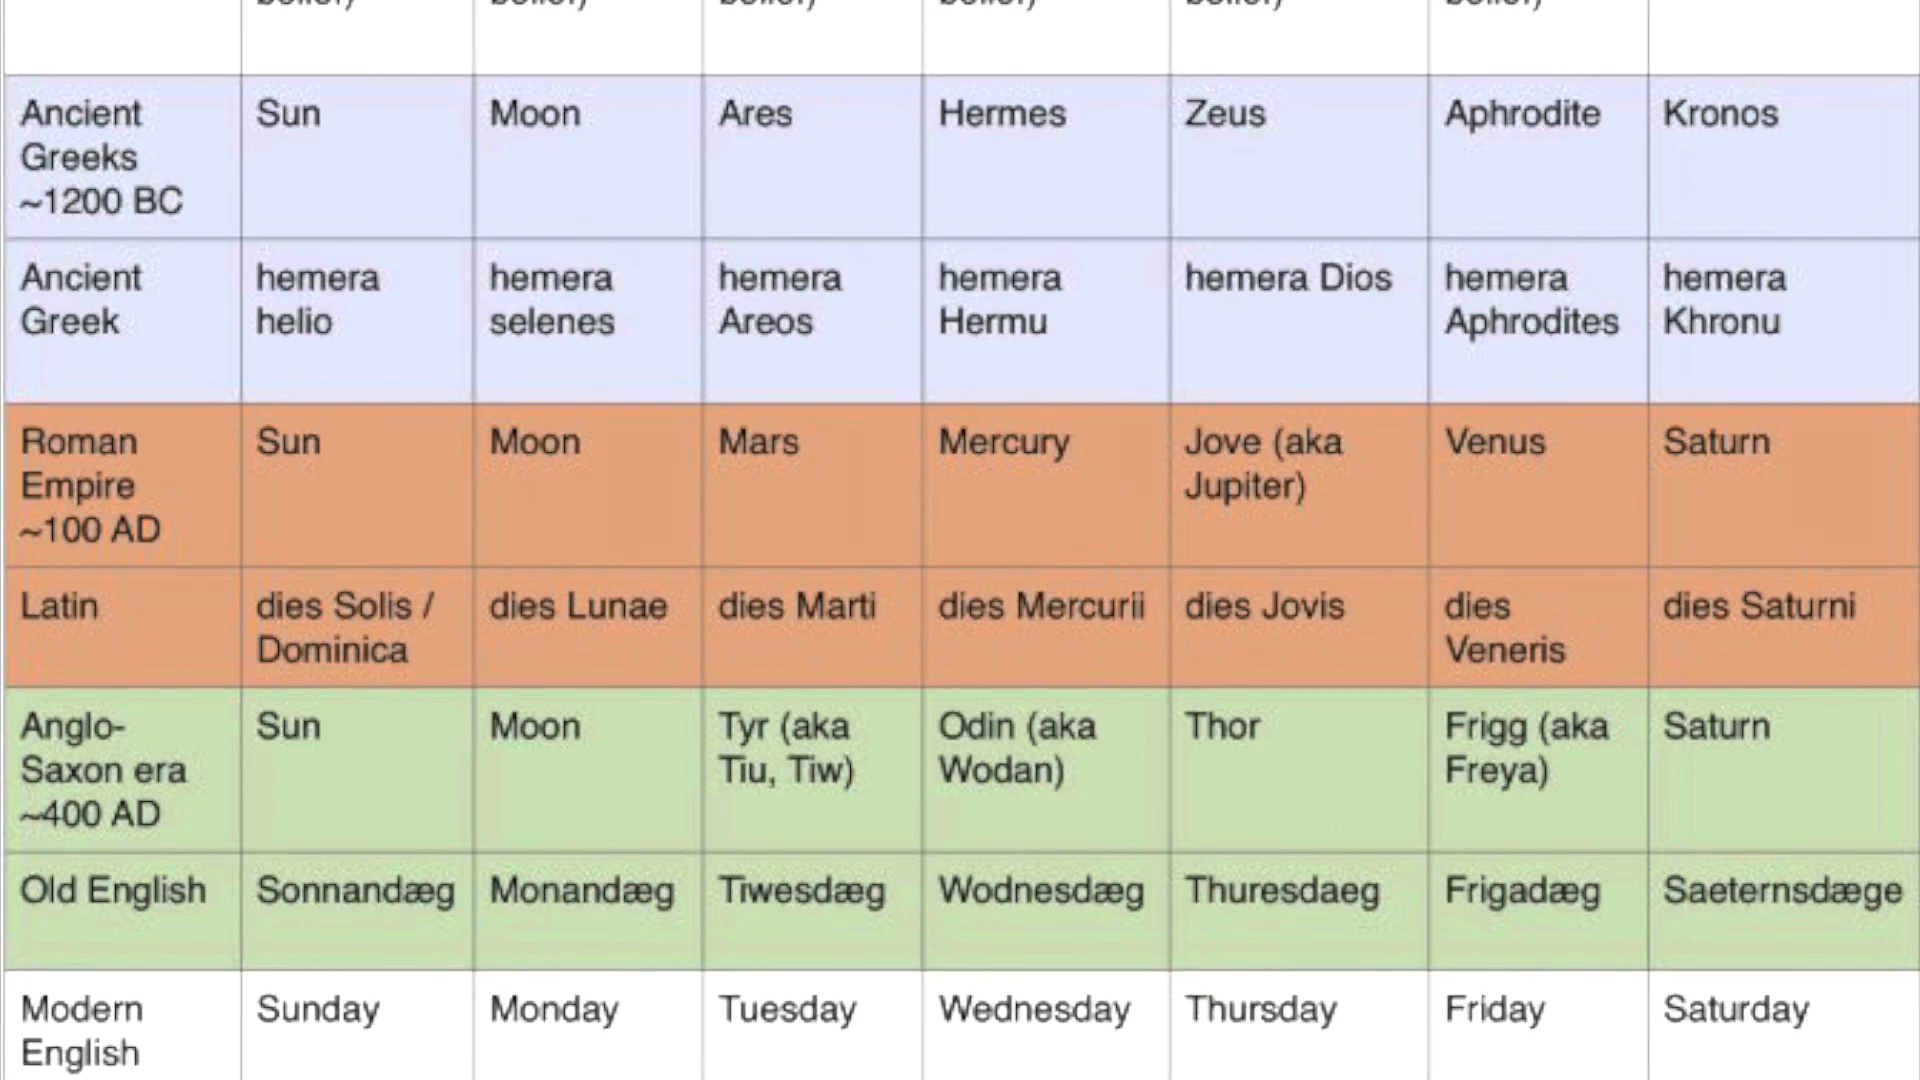 Ancient Greeks ~1200 BC Sun Moon Ares Hermes Zeus Aphrodite Kronos
Ancient Greek hemera helio hemera selenes hemera Areos hemera Hermu hemera Dios hemera Aphrodites hemera Khronu
Roman Empire ~100 AD Sun Moon Mars Mercury Jove (aka Jupiter) Venus Saturn
Latin dies Solis / Dominica dies Lunae dies Marti dies Mercurii dies Jovis dies Veneris dies Saturni
Anglo-Saxon era ~400 AD Sun Moon Tyr (aka Tiu, Tiw) Odin (aka Wodan) Thor Frigg (aka Freya) Saturn
Old English Sonnandæg Monandæg Tiwesdæg Wodnesdæg Thuresdaeg Frigadæg Saeternsdæge
Modern English Sunday Monday Tuesday Wednesday Thursday Friday Saturday